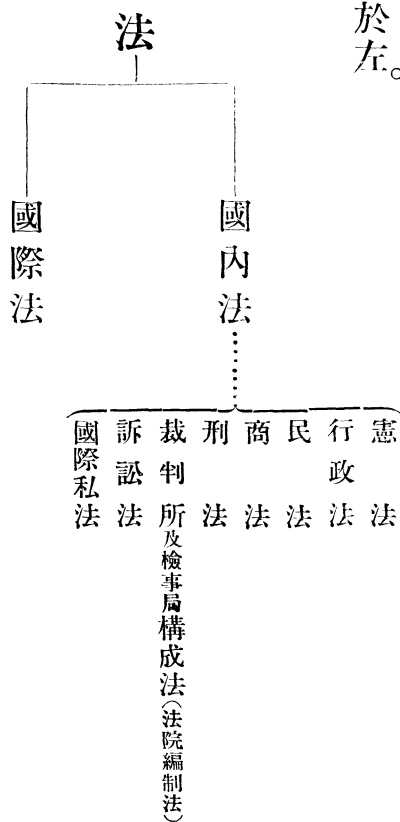 於左。
法
國內法
憲法
行政法
民法
商法
刑法
裁判所及檢事局構成法(法院編制法)
訴訟法
國際私法
國際法